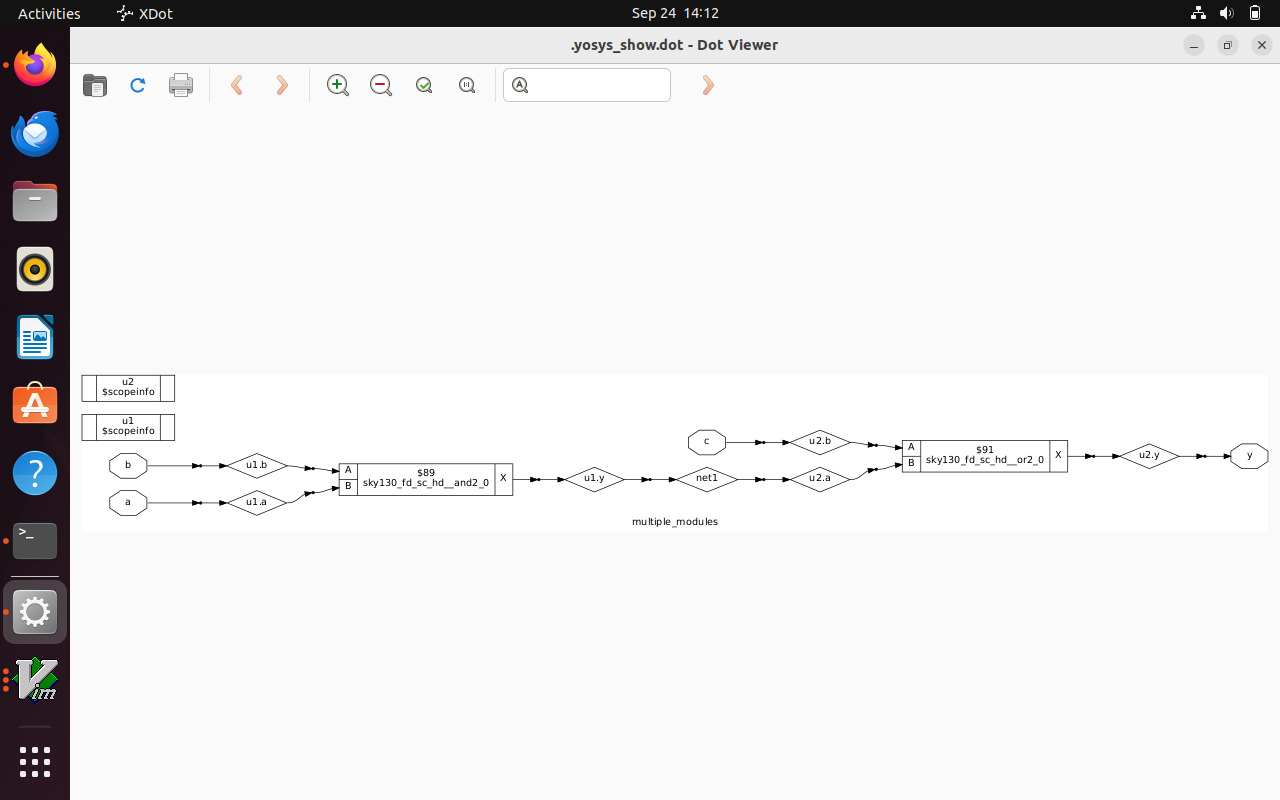 Activities
XDot
Sep 24 14:12
.yosys_show.dot - Dot Viewer
u2
$scopeinfo
u1
$scopeinfo
b
u1.b
a
u1.a
A
B
$89
sky130_fd_sc_hd__and2_0
X
u1.y
net1
c
u2.b
u2.a
A
B
$91
sky130_fd_sc_hd__or2_0
X
u2.y
y
multiple_modules